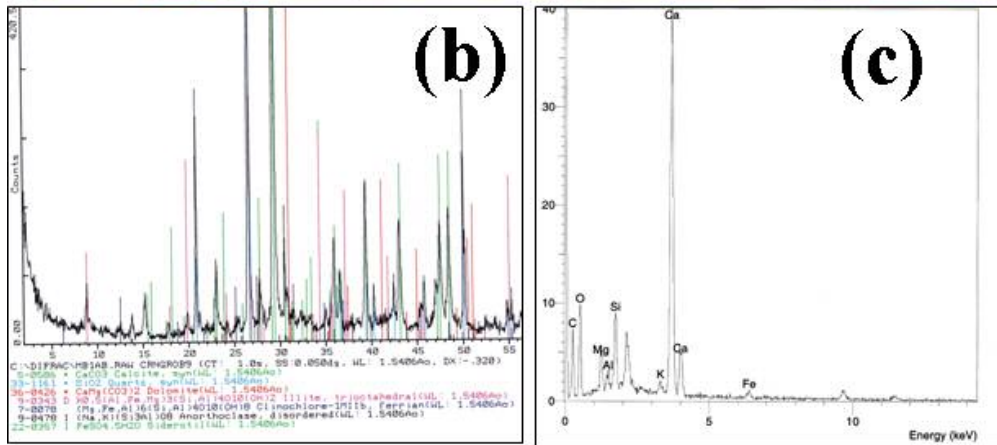 (b)
420.5
Counts
0.00
5 10 15 20 25 30 35 40 45 50 55
C:\DIFRAC\MB1AB.RAW CRNGROB9 (CT: 1.0s, SS:0.050dg, WL: 1.5406Ao)
5-0586 * CaCO3 Calcite, syn(WL: 1.5406Ao)
33-1161 * SiO2 Quartz, syn(WL: 1.5406Ao)
36-0426 * CaMg(CO3)2 Dolomite(WL: 1.5406Ao)
9-0343 D K0.5(Al,Fe,Mg)3(Si,Al)4O10(OH)2 Illite, trioctahedral(WL: 1.5406Ao)
7-0078 (Mg,Fe,Al)6(Si,Al)4O10(OH)8 Clinochlore-1MIIb, ferrian(WL: 1.5406Ao)
9-0478 I (Na,K)(Si3Al)O8 Anorthoclase, disordered(WL: 1.5406Ao)
22-0357 I FeSO4.5H2O Siderotil(WL: 1.5406Ao)
(c)
40
30
20
10
0
0 5 10
Energy (keV)
C
O
Mg
Al
Si
K
Ca
Ca
Fe